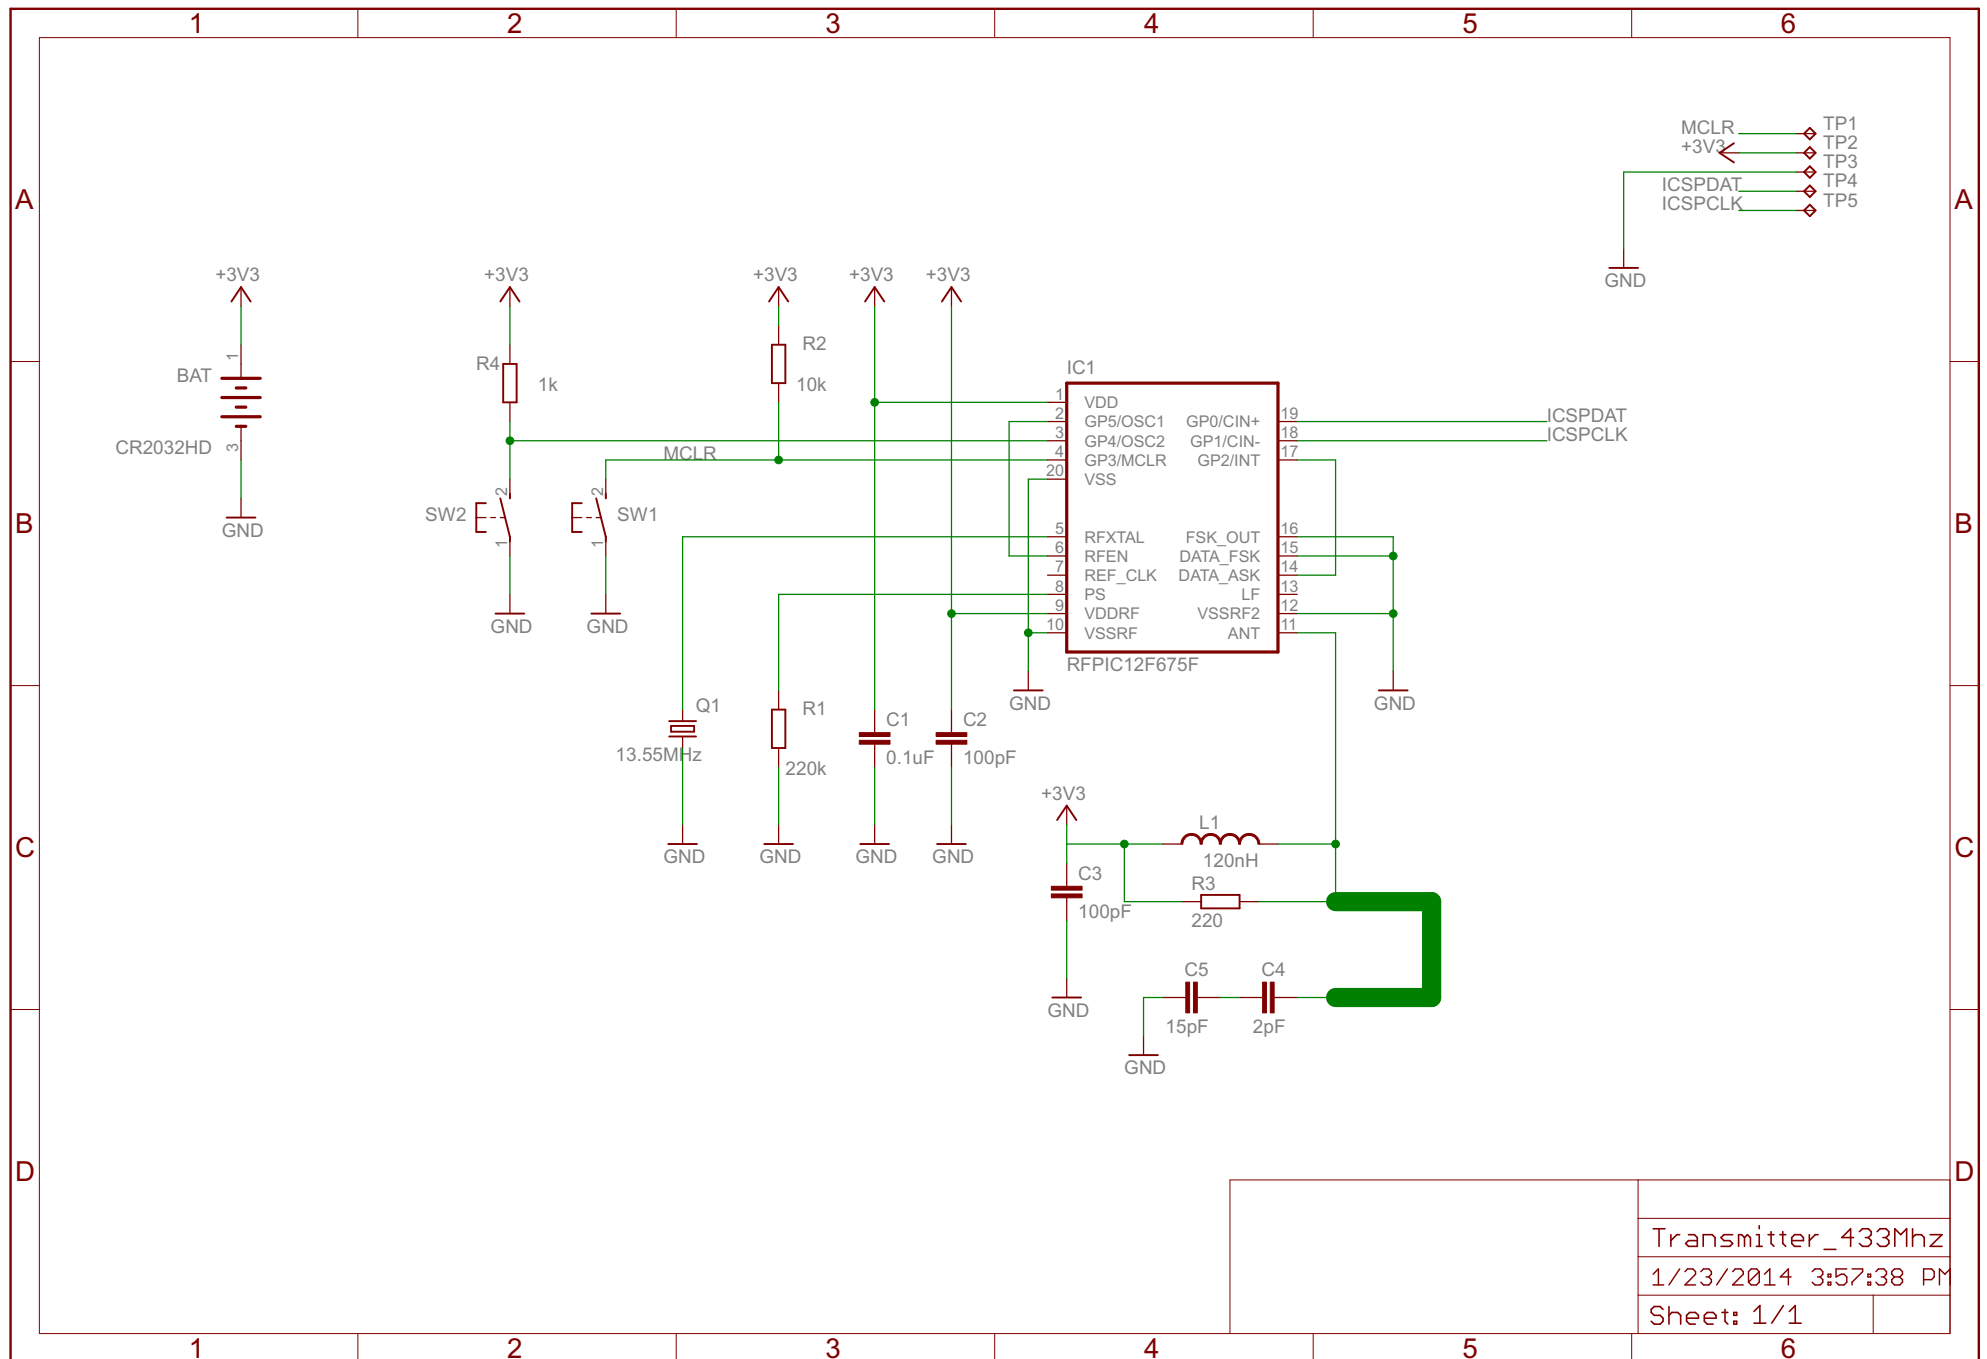 1 2 3 4 5 6
A A
MCLR TP1
+3V3 TP2
TP3
ICSPDAT TP4
ICSPCLK TP5
GND
+3V3 +3V3 +3V3 +3V3 +3V3
BAT
1
CR2032HD
3
GND
R4
1k
R2
10k
MCLR
SW2
2
1
GND
SW1
2
1
GND
B B
IC1
1 VDD
2 GP5/OSC1 GP0/CIN+ 19 ICSPDAT
3 GP4/OSC2 GP1/CIN- 18 ICSPCLK
4 GP3/MCLR GP2/INT 17
20 VSS
5 RFXTAL FSK_OUT 16
6 RFEN DATA_FSK 15
7 REF_CLK DATA_ASK 14
8 PS LF 13
9 VDDRF VSSRF2 12
10 VSSRF ANT 11
RFPIC12F675F
GND GND
Q1
13.55MHz
GND
R1
220k
GND
C1
0.1uF
GND
C2
100pF
GND
C C
+3V3
L1
120nH
C3
100pF
GND
R3
220
C5
15pF
C4
2pF
GND
D D
Transmitter_433Mhz
1/23/2014 3:57:38 PM
Sheet: 1/1
1 2 3 4 5 6